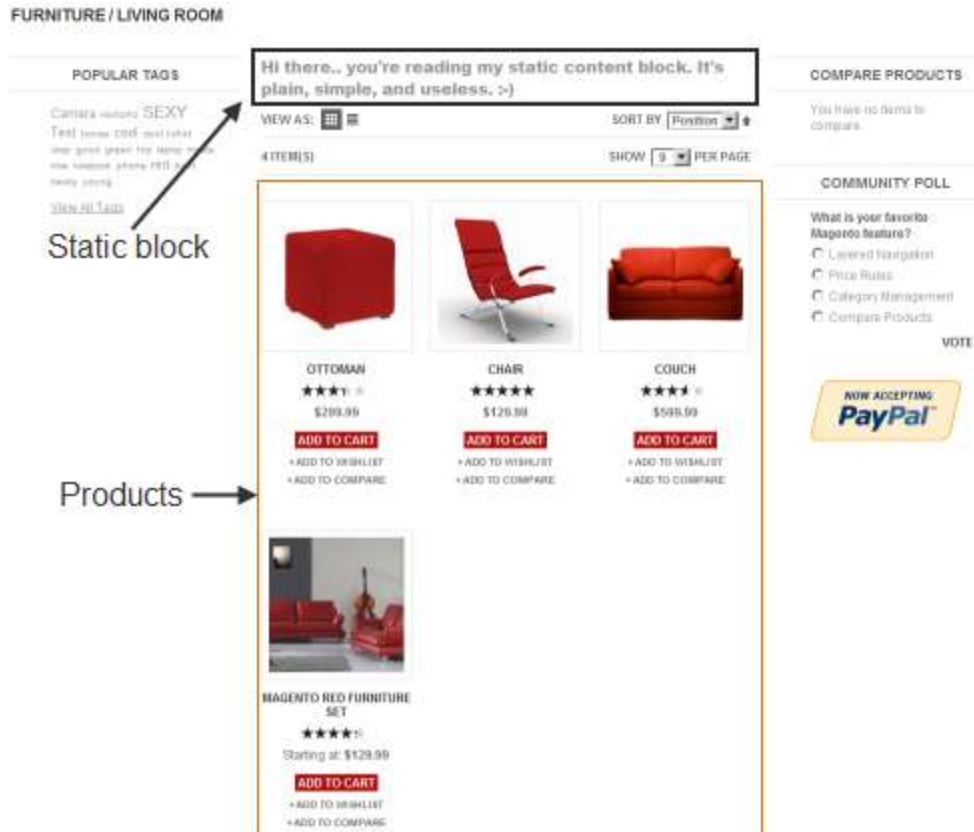 FURNITURE / LIVING ROOM
POPULAR TAGS
Camera SEXY
Test cool
green
red
young
View All Tags
Static block
Hi there.. you're reading my static content block. It's
plain, simple, and useless. :-)
VIEW AS:
SORT BY Position
4 ITEM(S)
SHOW 9 PER PAGE
OTTOMAN
$299.99
ADD TO CART
+ADD TO WISHLIST
+ADD TO COMPARE
CHAIR
$129.99
ADD TO CART
+ADD TO WISHLIST
+ADD TO COMPARE
COUCH
$599.99
ADD TO CART
+ADD TO WISHLIST
+ADD TO COMPARE
Products
MAGENTO RED FURNITURE
SET
Starting at: $129.99
ADD TO CART
+ADD TO WISHLIST
+ADD TO COMPARE
COMPARE PRODUCTS
You have no items to
compare.
COMMUNITY POLL
What is your favorite
Magento feature?
Layered Navigation
Price Rules
Category Management
Compare Products
VOTE
NOW ACCEPTING
PayPal